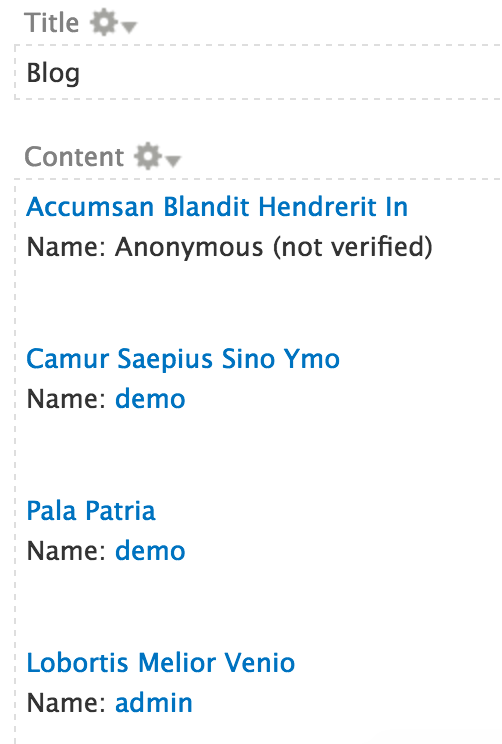 Title
Blog
Content
Accumsan Blandit Hendrerit In
Name: Anonymous (not verified)
Camur Saepius Sino Ymo
Name: demo
Pala Patria
Name: demo
Lobortis Melior Venio
Name: admin